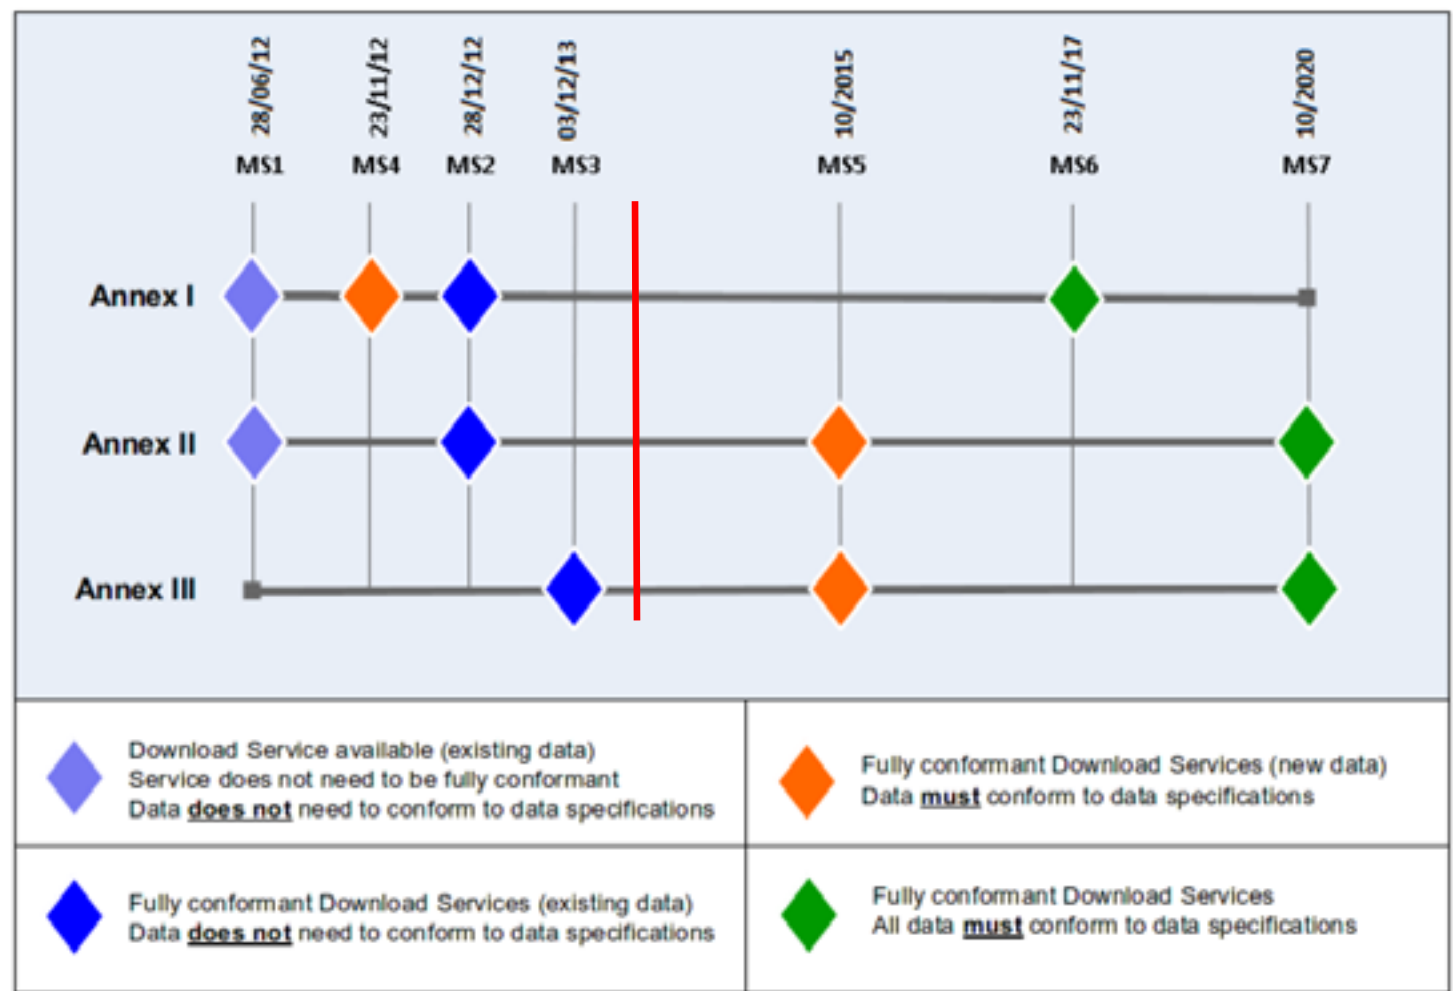 28/06/12 23/11/12 28/12/12 03/12/13 10/2015 23/11/17 10/2020
MS1 MS4 MS2 MS3 MS5 MS6 MS7
Annex I
Annex II
Annex III
Download Service available (existing data)
Service does not need to be fully conformant
Data does not need to conform to data specifications
Fully conformant Download Services (new data)
Data must conform to data specifications
Fully conformant Download Services (existing data)
Data does not need to conform to data specifications
Fully conformant Download Services
All data must conform to data specifications